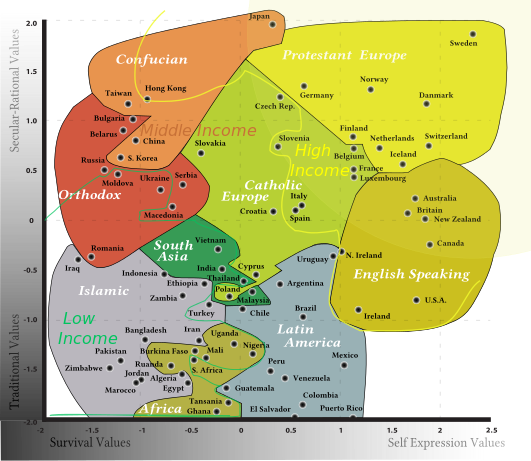 Secular-Rational Values
Traditional Values
2.0
1.5
1.0
0.5
0
-0.5
-1.0
-1.5
-2.0
Japan
Confucian
Protestant Europe
Sweden
Hong Kong
Taiwan
Czech Rep.
Germany
Norway
Danmark
Bulgaria
Belarus
China
Middle Income
Slovakia
Slovenia
Finland
Netherlands
Switzerland
Belgium
High
Income
Iceland
France
Luxembourg
S. Korea
Russia
Moldova
Orthodox
Ukraine
Serbia
Macedonia
Catholic
Europe
Croatia
Italy
Spain
Australia
Britain
New Zealand
Canada
Romania
Iraq
South
Asia
Vietnam
India
Indonesia
Ethiopia
Thailand
Cyprus
Uruguay
N. Ireland
English Speaking
Islamic
Zambia
Poland
Malaysia
Argentina
U.S.A.
Turkey
Chile
Brazil
Ireland
Low
Income
Bangladesh
Iran
Uganda
Latin
America
Pakistan
Burkina Faso
Mali
Nigeria
Mexico
Zimbabwe
Ruanda
S. Africa
Peru
Jordan
Marocco
Algeria
Egypt
Guatemala
Venezuela
Africa
Tansania
Ghana
El Salvador
Colombia
Puerto Rico
-2
-1.5
-1
-0.5
0
0.5
1.0
1.5
2.0
2.5
Survival Values
Self Expression Values